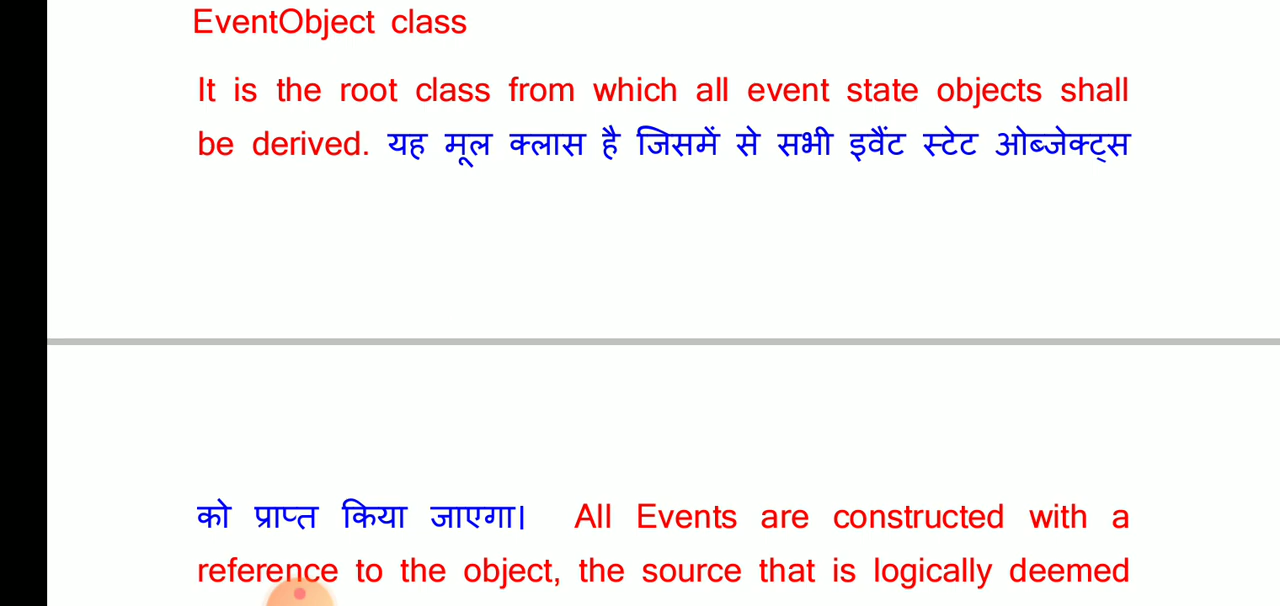 EventObject class
It is the root class from which all event state objects shall
be derived. यह मूल क्लास है जिसमें से सभी इवैंट स्टेट ओब्जेक्ट्स
को प्राप्त किया जाएगा। All Events are constructed with a
reference to the object, the source that is logically deemed